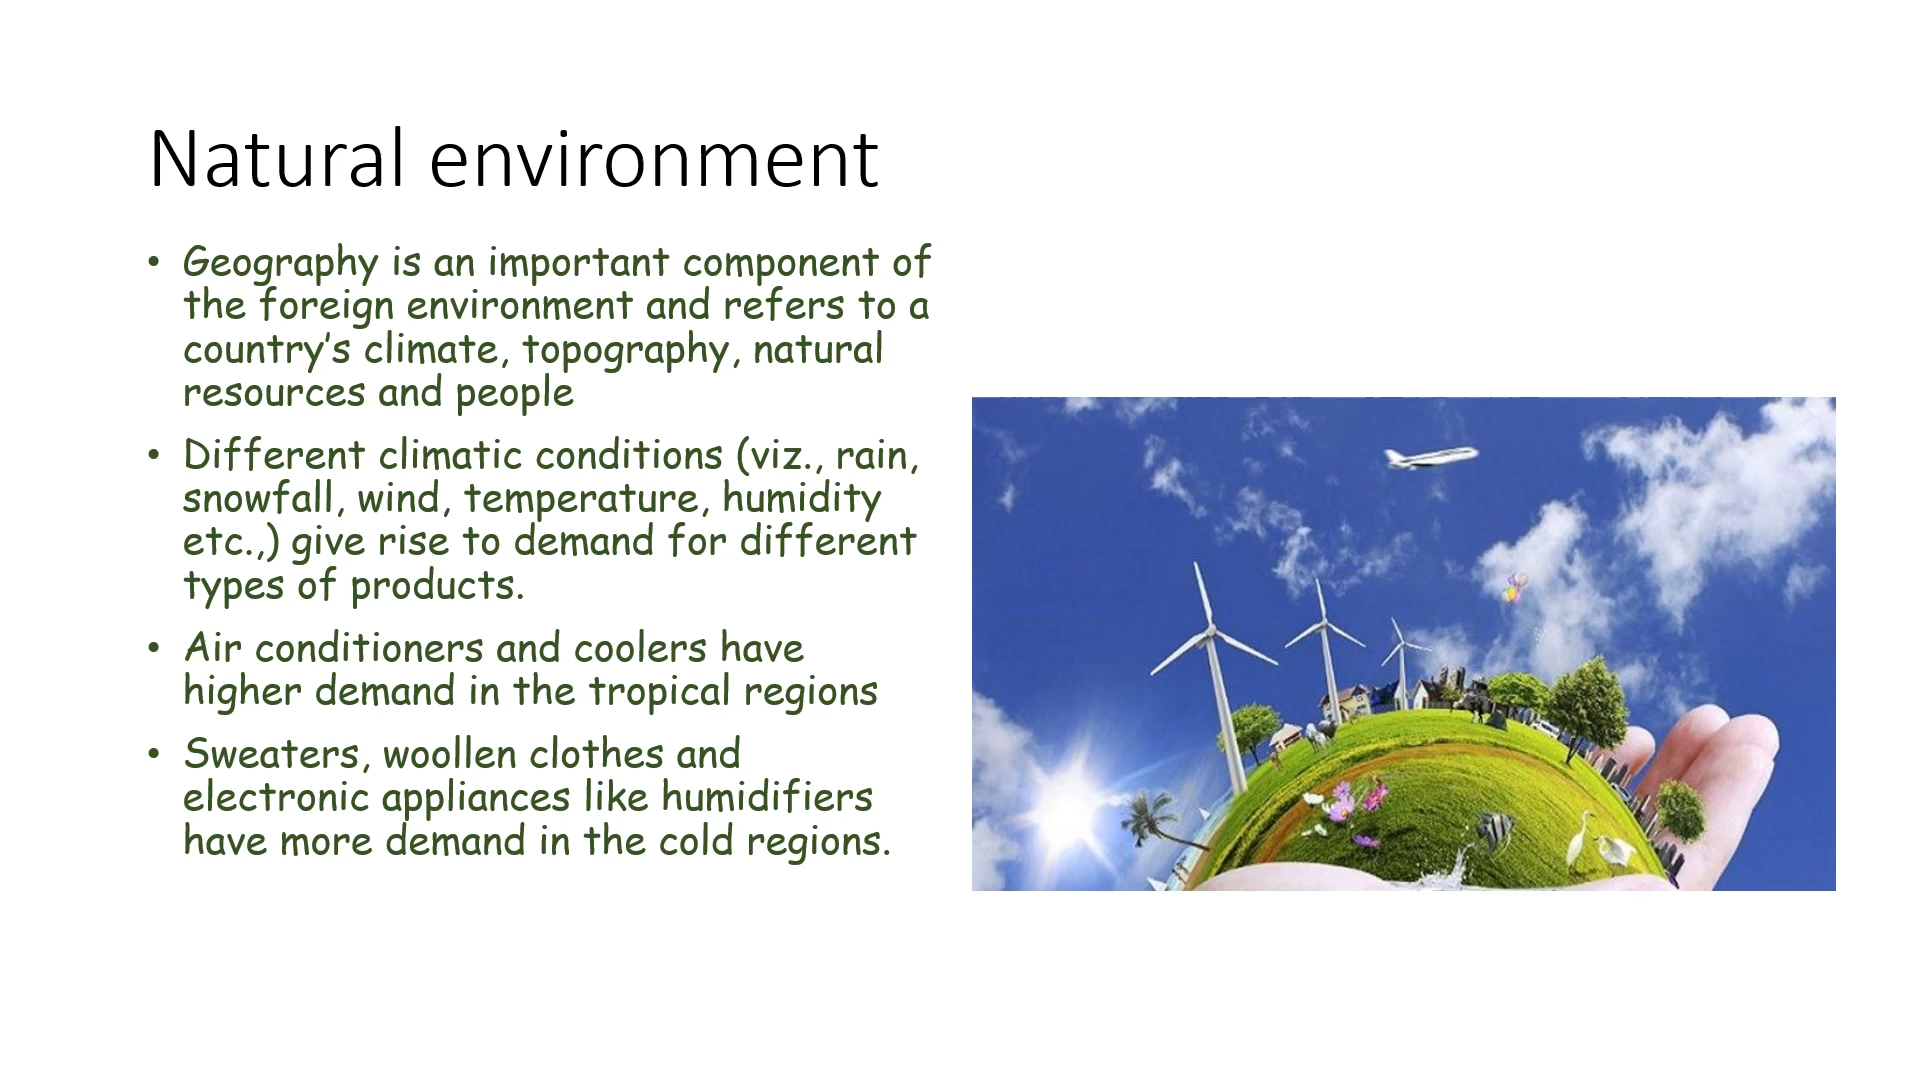 Natural environment
• Geography is an important component of
the foreign environment and refers to a
country’s climate, topography, natural
resources and people
• Different climatic conditions (viz., rain,
snowfall, wind, temperature, humidity
etc.,) give rise to demand for different
types of products.
• Air conditioners and coolers have
higher demand in the tropical regions
• Sweaters, woollen clothes and
electronic appliances like humidifiers
have more demand in the cold regions.